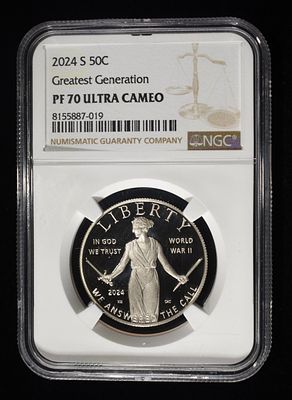 2024 S 50C
Greatest Generation
PF 70 ULTRA CAMEO
8155887-019
NUMISMATIC GUARANTY COMPANY
NGC
LIBERTY
IN GOD
WE TRUST
WORLD
WAR II
2024
WE ANSWERED THE CALL